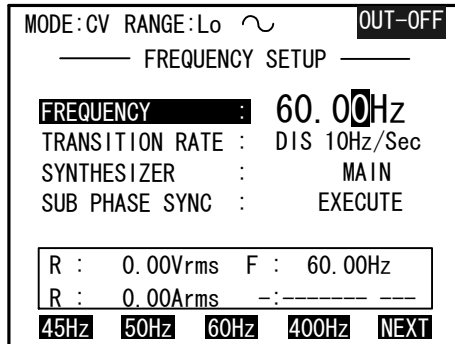 MODE:CV RANGE:Lo OUT-OFF
FREQUENCY SETUP
FREQUENCY : 60.00Hz
TRANSITION RATE : DIS 10Hz/Sec
SYNTHESIZER : MAIN
SUB PHASE SYNC : EXECUTE
R : 0.00Vrms F : 60.00Hz
R : 0.00Arms -:------- ---
45Hz 50Hz 60Hz 400Hz NEXT